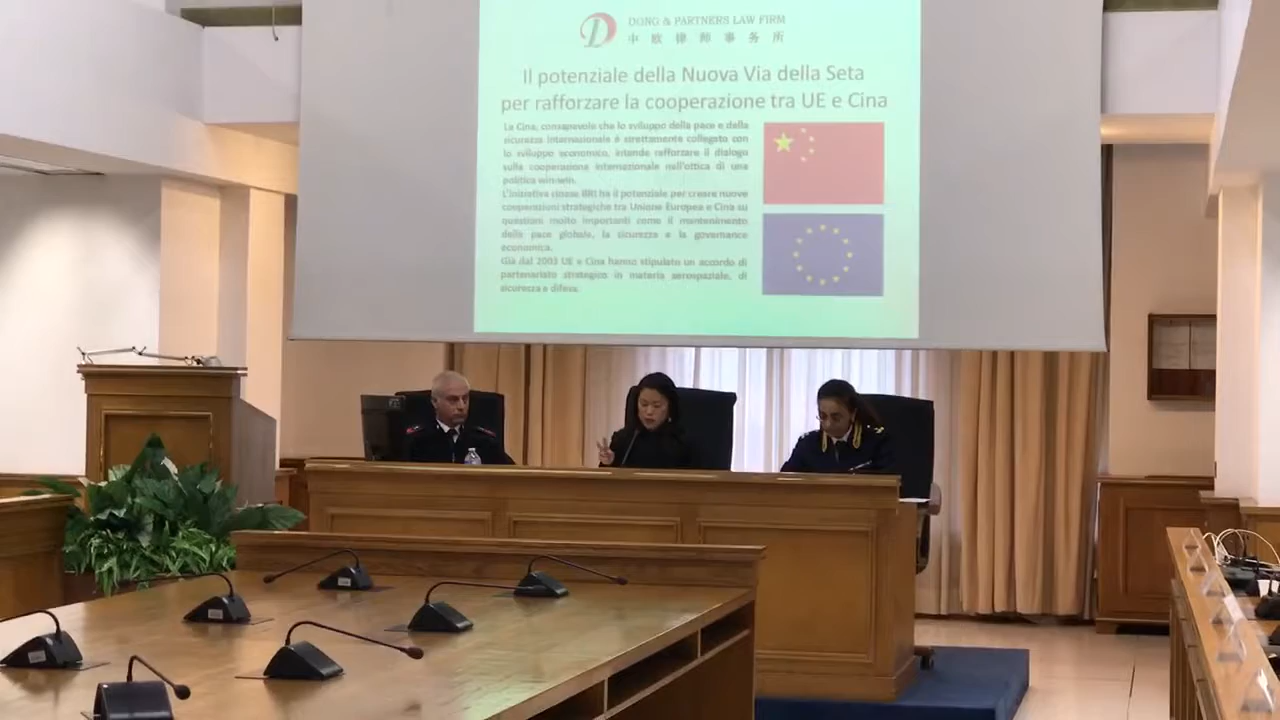 DONG & PARTNERS LAW FIRM
中欧律师事务所
Il potenziale della Nuova Via della Seta
per rafforzare la cooperazione tra UE e Cina
La Cina, consapevole che lo sviluppo della pace e della
sicurezza internazionale è strettamente collegato con
lo sviluppo economico, intende rafforzare il dialogo
sulla cooperazione internazionale nell'ottica di una
politica win-win.
L'iniziativa cinese BRI ha il potenziale per creare nuove
cooperazioni strategiche tra Unione Europea e Cina su
questioni molto importanti come il mantenimento
della pace globale, la sicurezza e la governance
economica.
Già dal 2003 UE e Cina hanno stipulato un accordo di
partenariato strategico in materia aerospaziale, di
sicurezza e difesa.